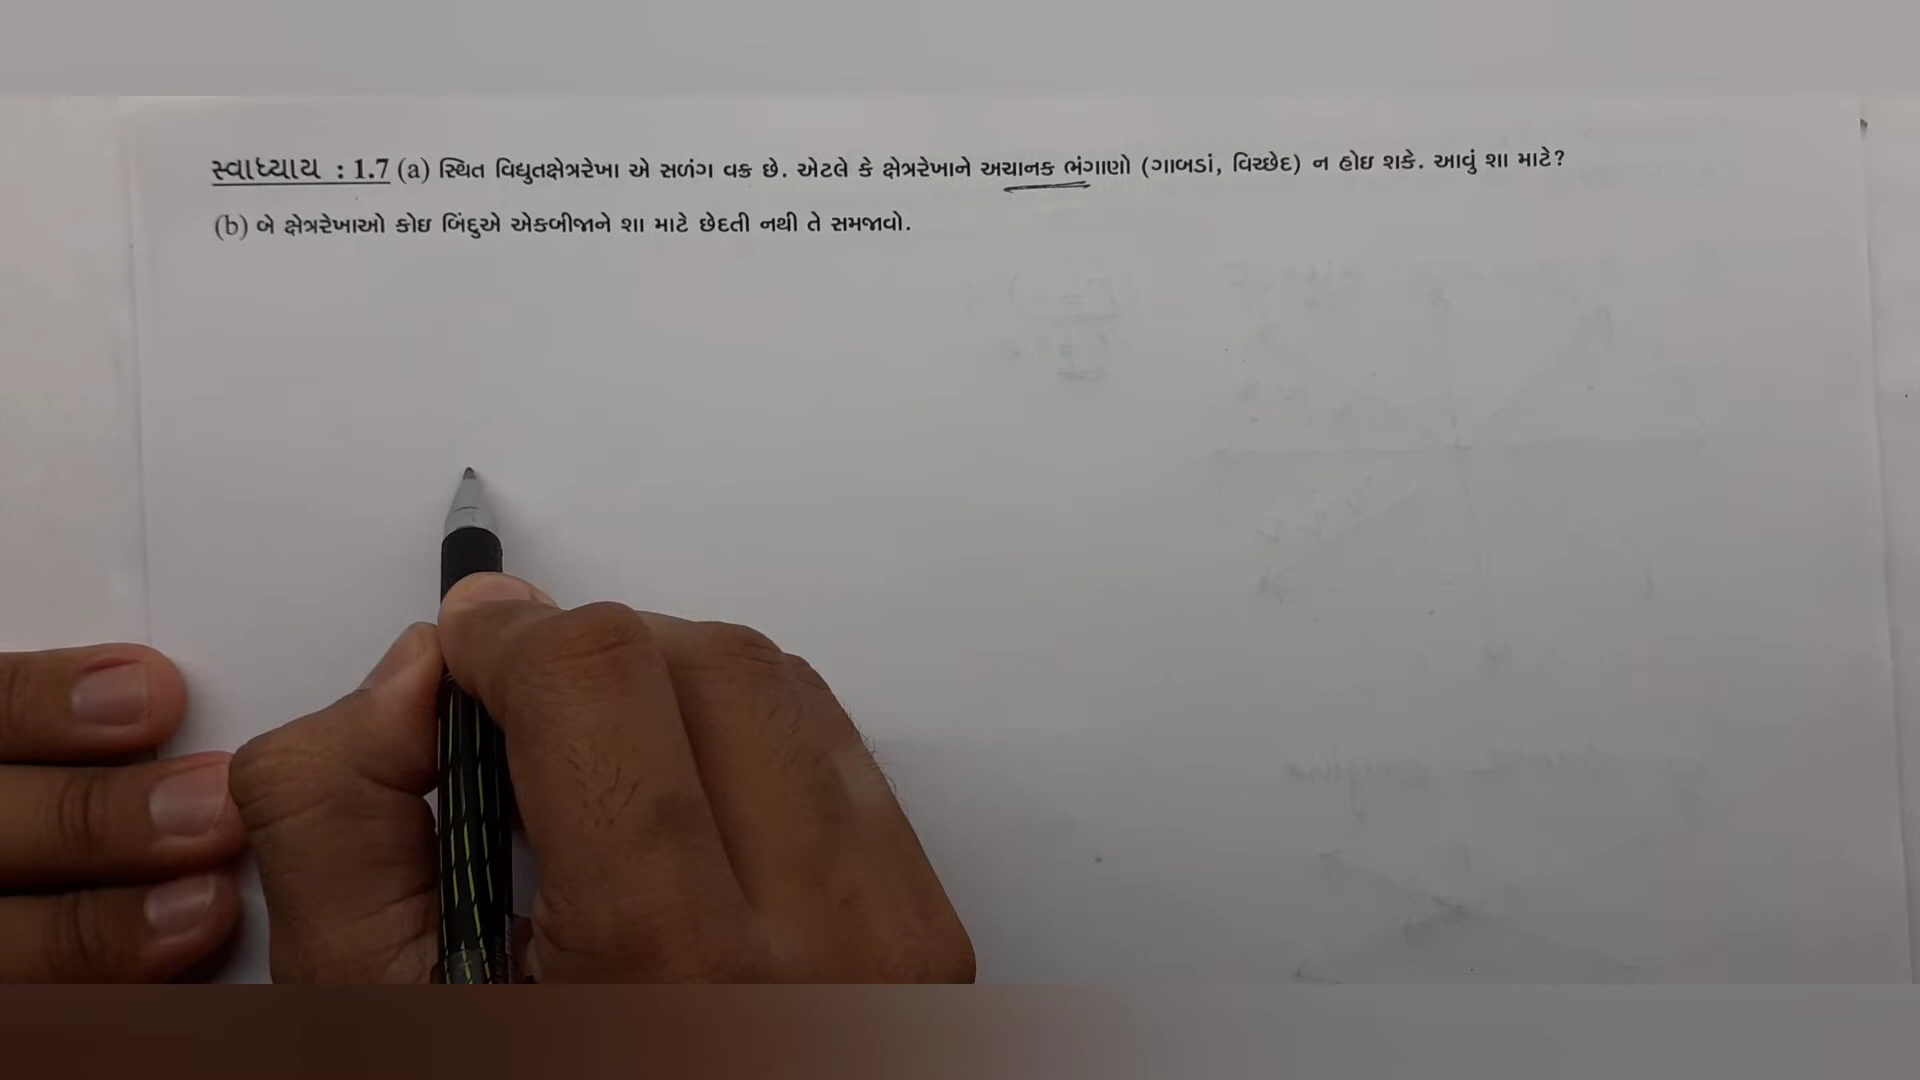 સ્વાધ્યાય : 1.7 (a) સ્થિત વિદ્યુતક્ષેત્રરેખા એ સળંગ વક્ર છે. એટલે કે ક્ષેત્રરેખાને અચાનક ભંગાણો (ગાબડાં, વિચ્છેદ) ન હોઇ શકે. આવું શા માટે?
(b) બે ક્ષેત્રરેખાઓ કોઇ બિંદુએ એકબીજાને શા માટે છેદતી નથી તે સમજાવો.